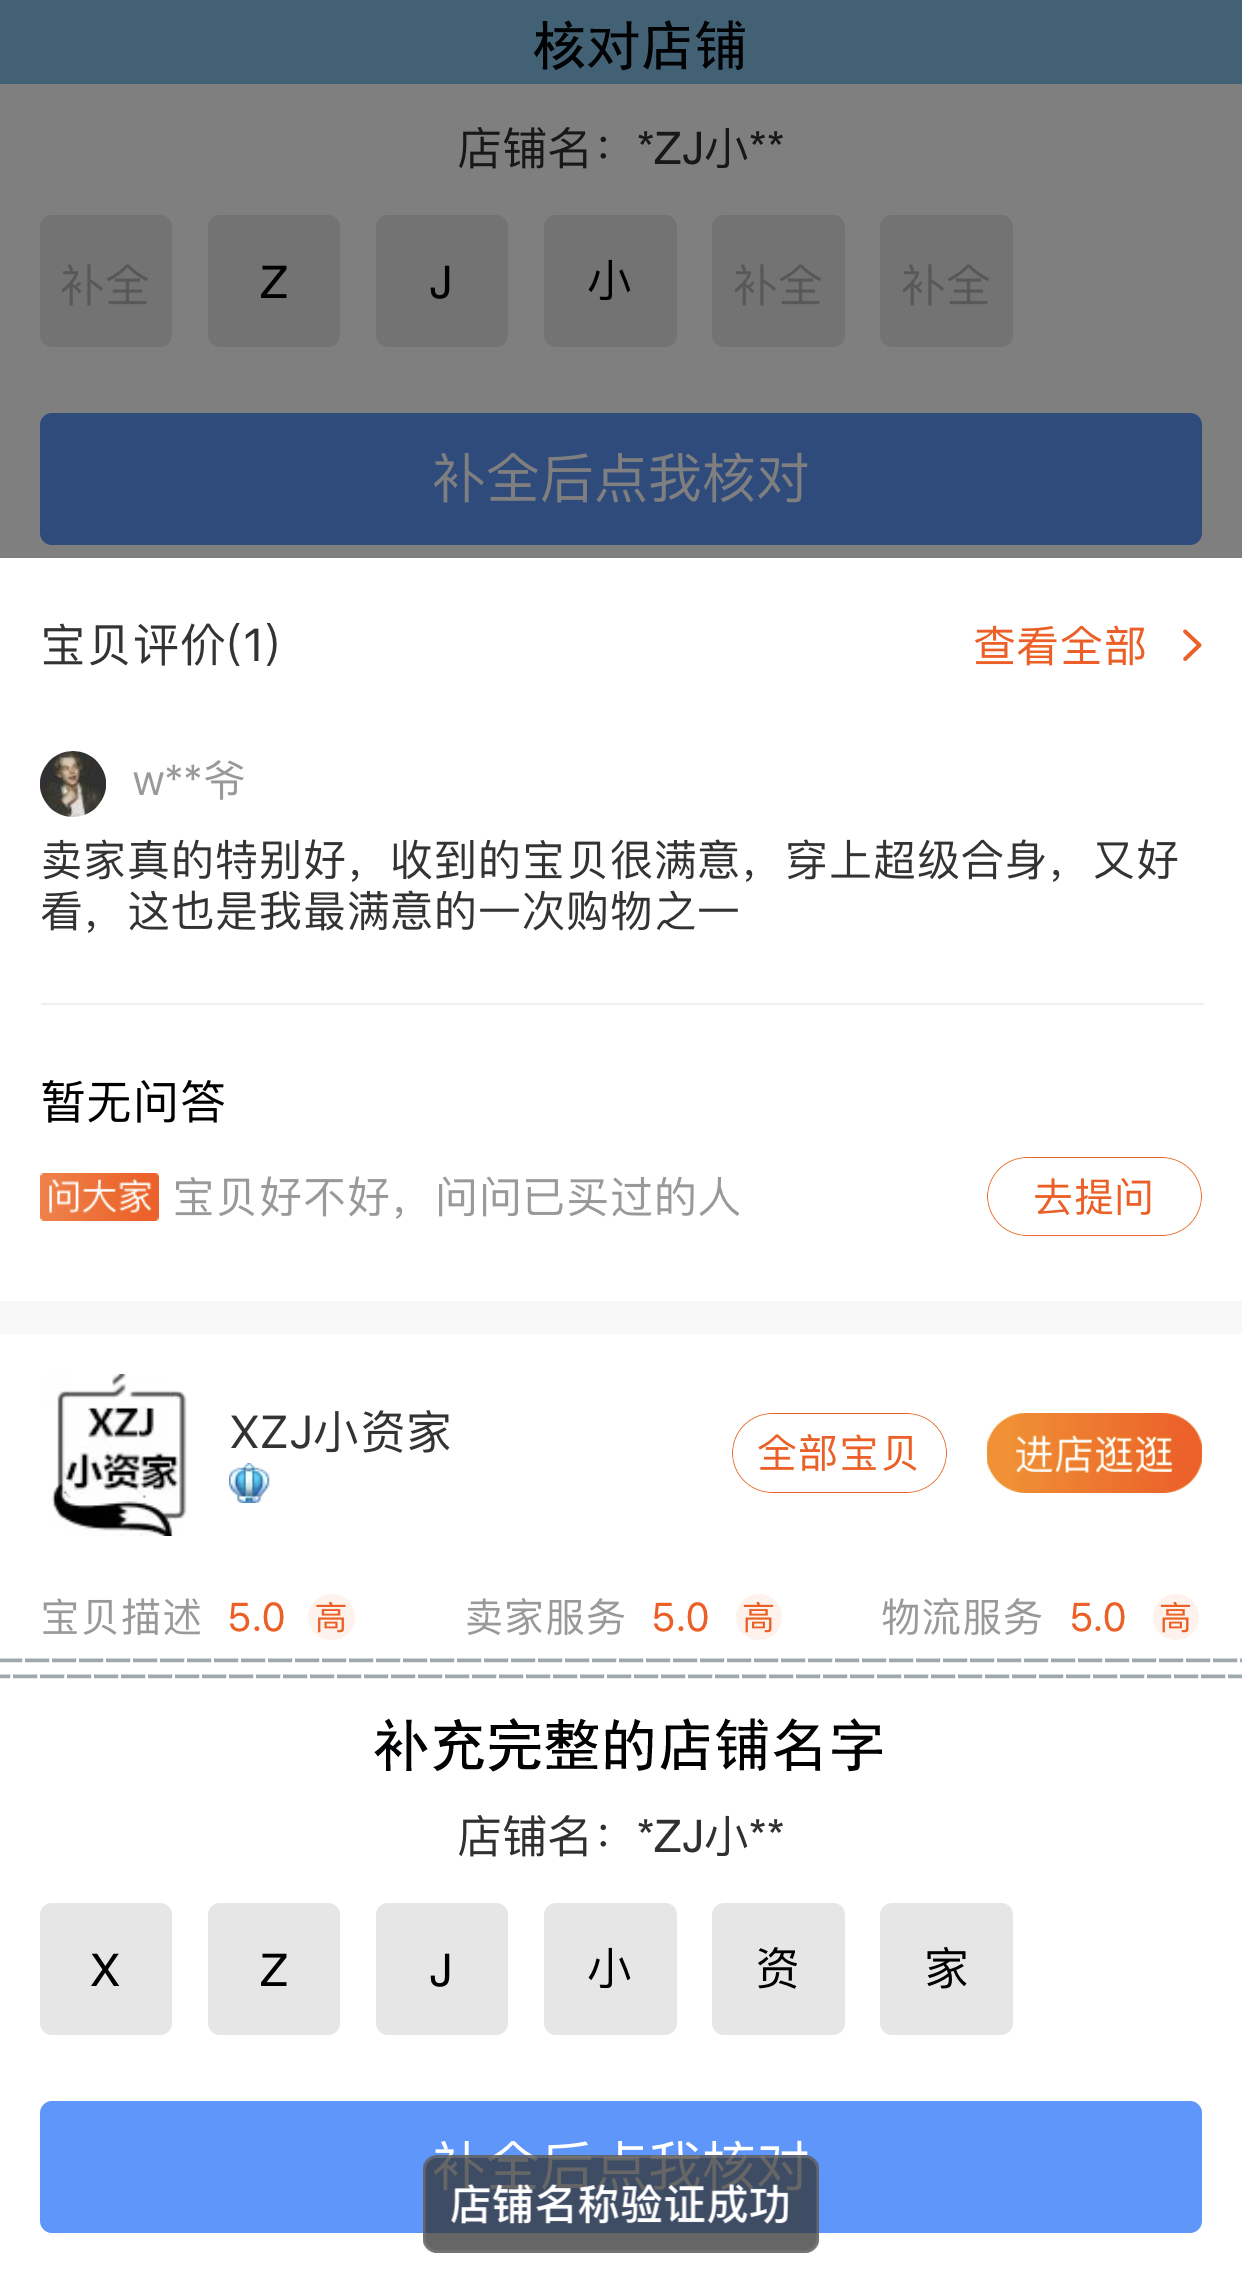 核对店铺
店铺名：*ZJ小**
补全 Z J 小 补全 补全
补全后点我核对
宝贝评价(1) 查看全部
w**爷
卖家真的特别好，收到的宝贝很满意，穿上超级合身，又好
看，这也是我最满意的一次购物之一
暂无问答
问大家 宝贝好不好，问问已买过的人 去提问
XZJ
小资家
XZJ小资家 全部宝贝 进店逛逛
宝贝描述 5.0 高 卖家服务 5.0 高 物流服务 5.0 高
补充完整的店铺名字
店铺名：*ZJ小**
X Z J 小 资 家
补全后点我核对
店铺名称验证成功